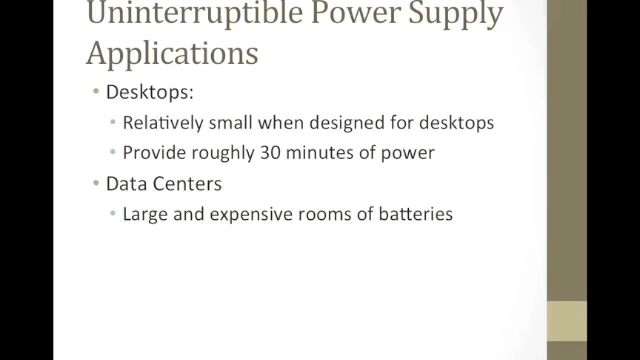 Uninterruptible Power Supply
Applications
• Desktops:
• Relatively small when designed for desktops
• Provide roughly 30 minutes of power
• Data Centers
• Large and expensive rooms of batteries